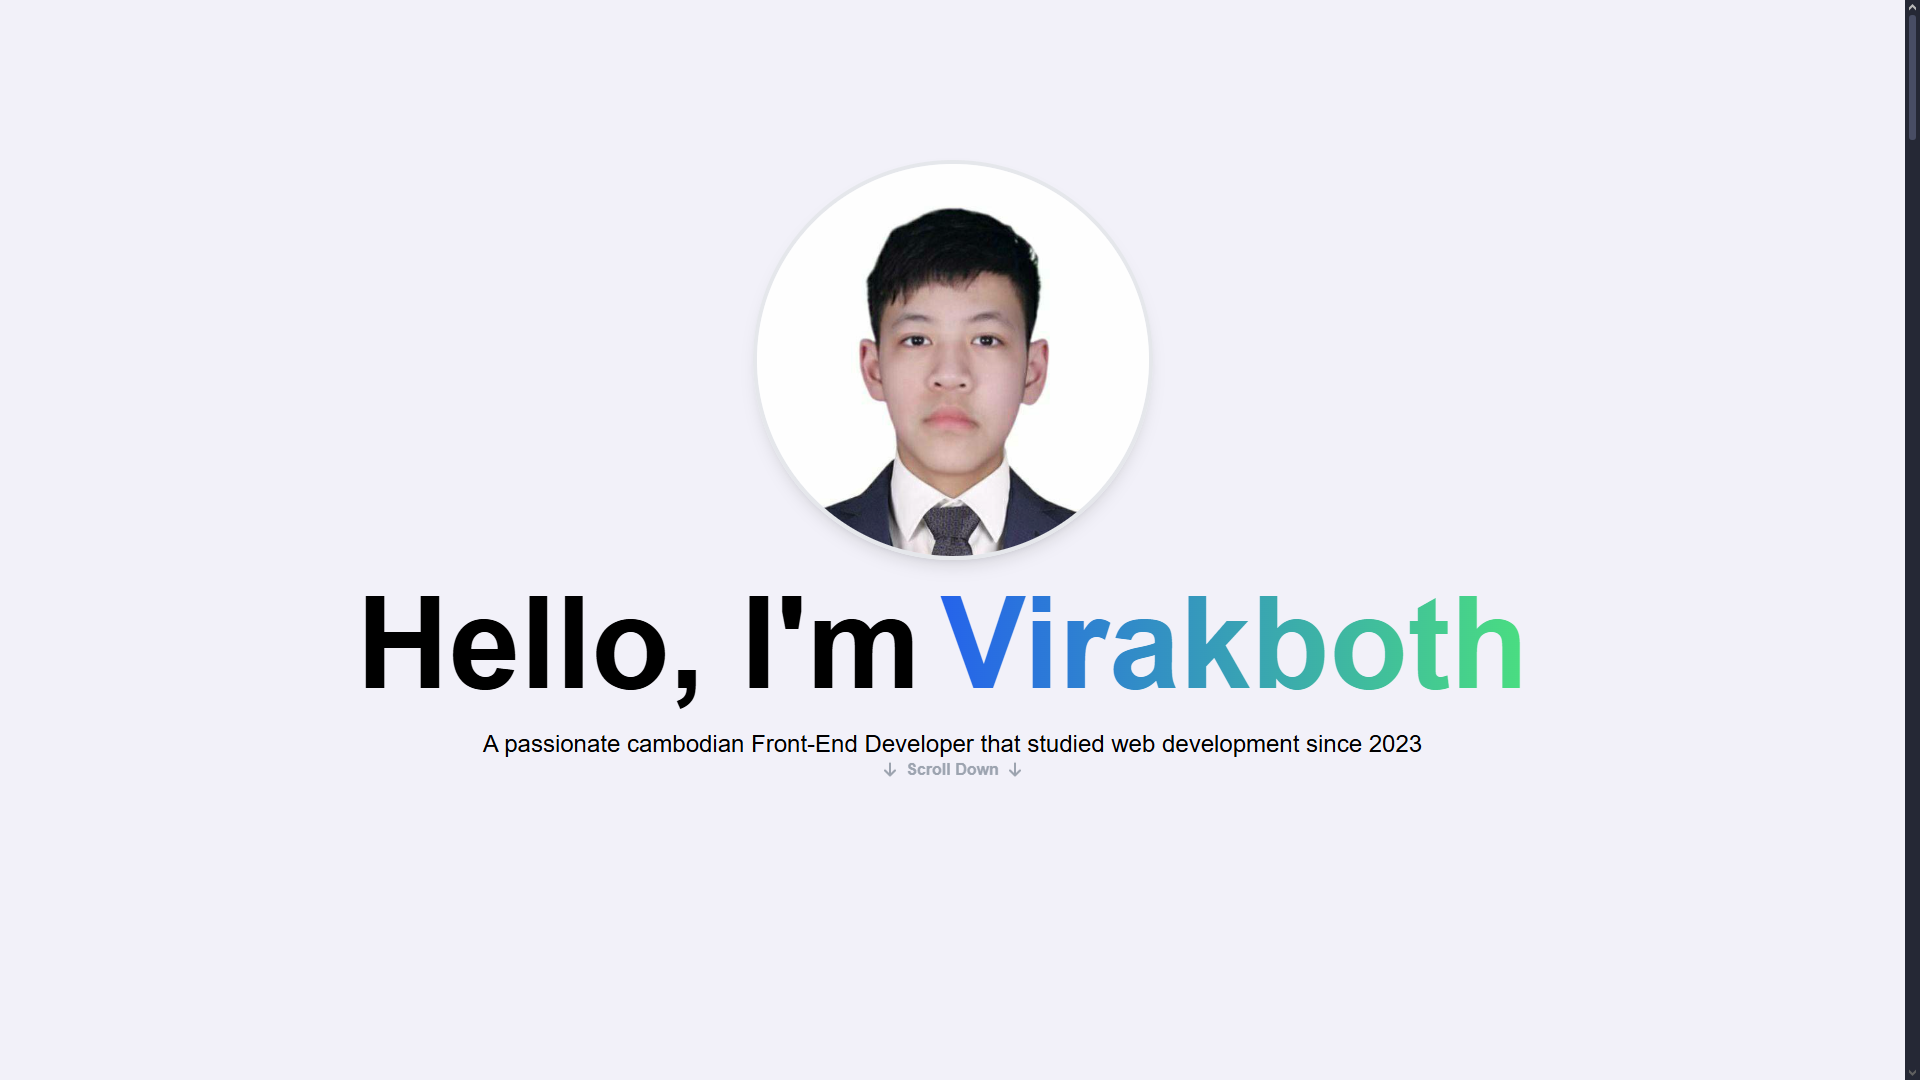 Hello, I'm Virakboth
A passionate cambodian Front-End Developer that studied web development since 2023
↓ Scroll Down ↓